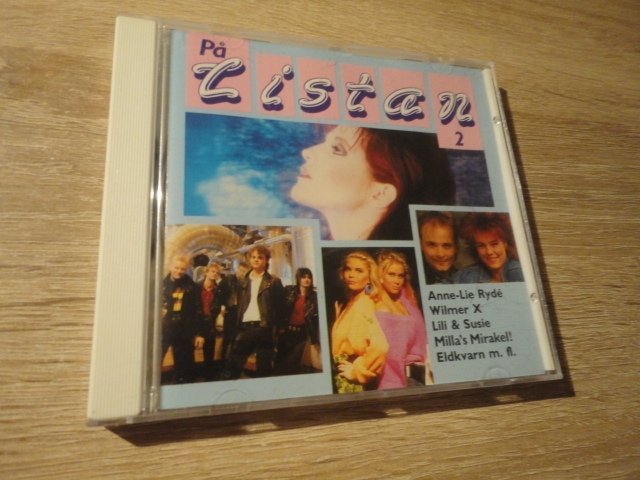 På
Listan
2
Anne-Lie Rydé
Wilmer X
Lili & Susie
Milla's Mirakel!
Eldkvarn m. fl.